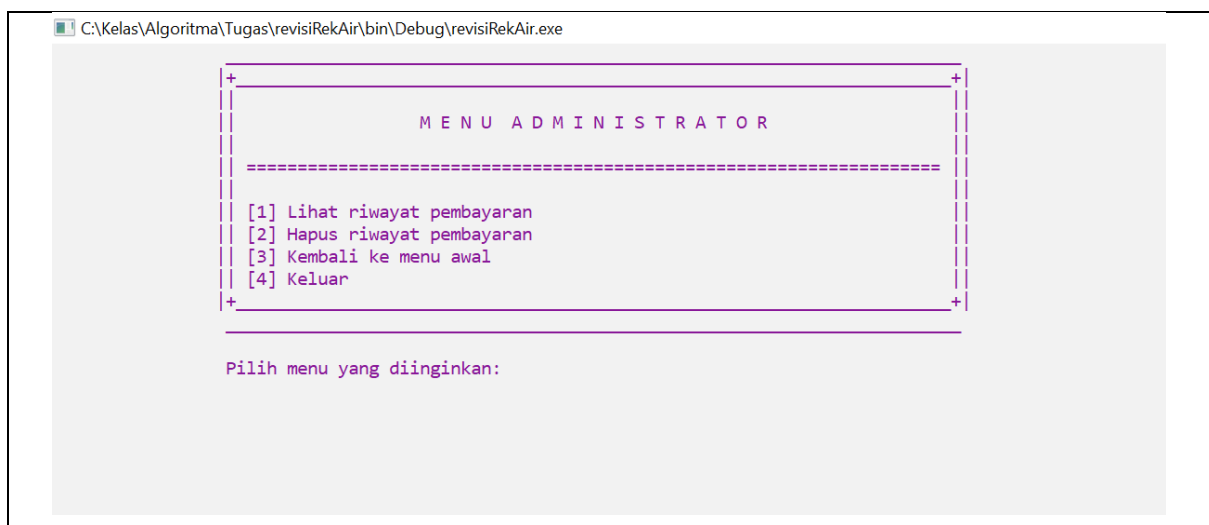 C:\Kelas\Algoritma\Tugas\revisiRekAir\bin\Debug\revisiRekAir.exe
M E N U  A D M I N I S T R A T O R
====================================================================
[1] Lihat riwayat pembayaran
[2] Hapus riwayat pembayaran
[3] Kembali ke menu awal
[4] Keluar
Pilih menu yang diinginkan: